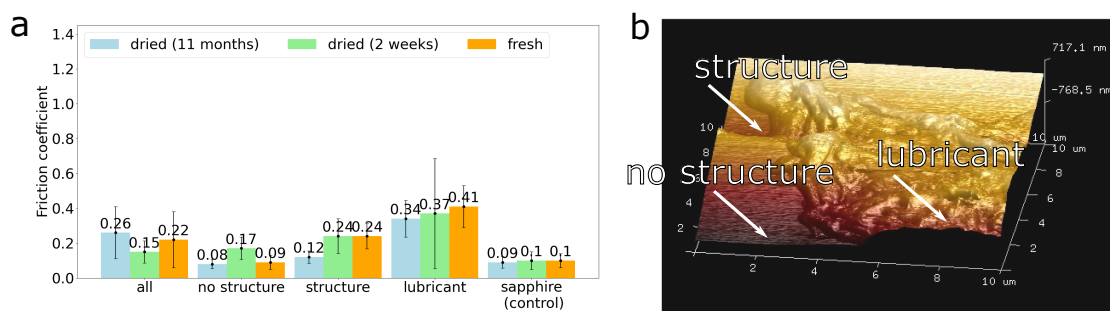 a
1.4
1.2
1.0
0.8
0.6
0.4
0.2
0.0
Friction coefficient
dried (11 months) dried (2 weeks) fresh
0.26 0.15 0.22
0.08 0.17 0.09
0.12 0.24 0.24
0.34 0.37 0.41
0.09 0.1 0.1
all no structure structure lubricant sapphire
(control)
b
717.1 nm
-768.5 nm
structure
no structure
lubricant
10
8
6
4
2
2 4 6 8 10 um
10 um
10 um
8
6
4
2